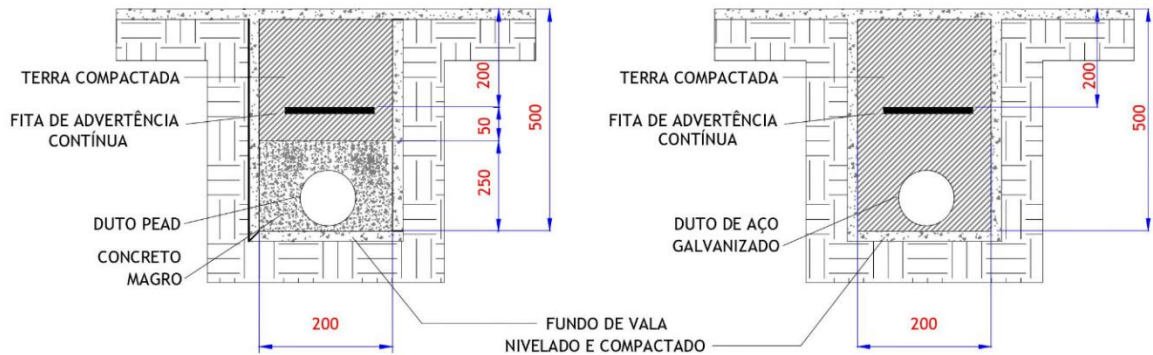 TERRA COMPACTADA
FITA DE ADVERTÊNCIA
CONTÍNUA
DUTO PEAD
CONCRETO
MAGRO
200
50
250
500
200
TERRA COMPACTADA
FITA DE ADVERTÊNCIA
CONTÍNUA
DUTO DE AÇO
GALVANIZADO
200
500
200
FUNDO DE VALA
NIVELADO E COMPACTADO